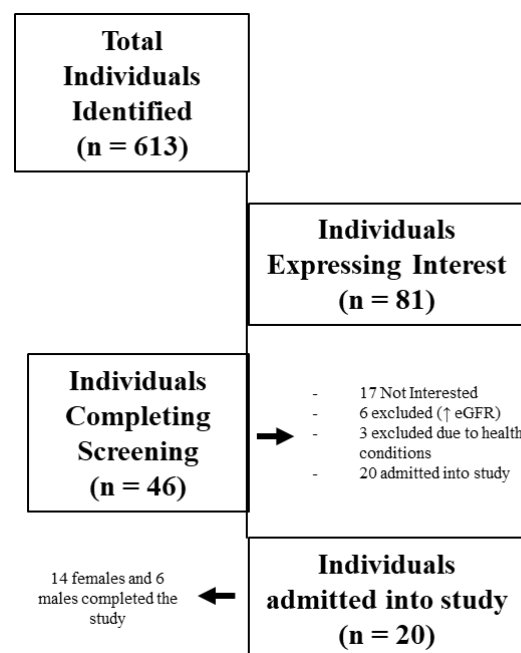 Total
Individuals
Identified
(n = 613)
Individuals
Expressing Interest
(n = 81)
Individuals
Completing
Screening
(n = 46)
- 17 Not Interested
- 6 excluded (↑ eGFR)
- 3 excluded due to health
conditions
- 20 admitted into study
Individuals
admitted into study
(n = 20)
14 females and 6
males completed the
study